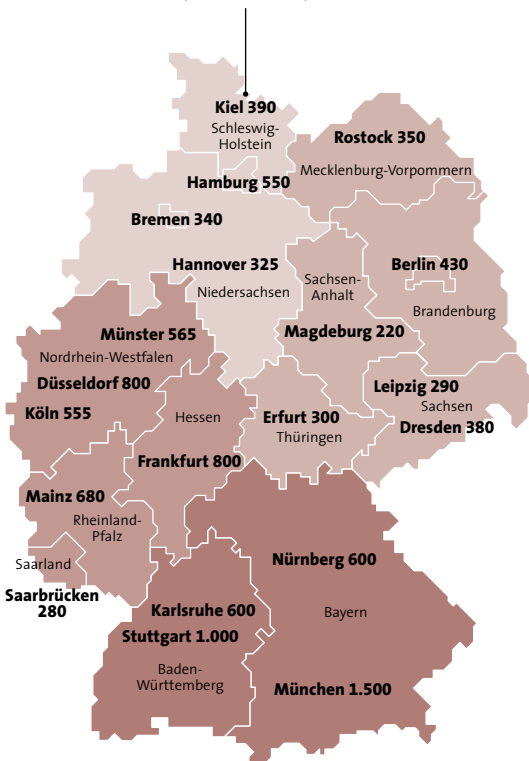 Kiel 390
Schleswig-
Holstein
Rostock 350
Mecklenburg-Vorpommern
Hamburg 550
Bremen 340
Hannover 325
Niedersachsen
Sachsen-
Anhalt
Berlin 430
Brandenburg
Magdeburg 220
Münster 565
Nordrhein-Westfalen
Düsseldorf 800
Köln 555
Hessen
Leipzig 290
Sachsen
Dresden 380
Erfurt 300
Thüringen
Frankfurt 800
Mainz 680
Rheinland-
Pfalz
Saarland
Saarbrücken
280
Nürnberg 600
Karlsruhe 600
Bayern
Stuttgart 1.000
Baden-
Württemberg
München 1.500